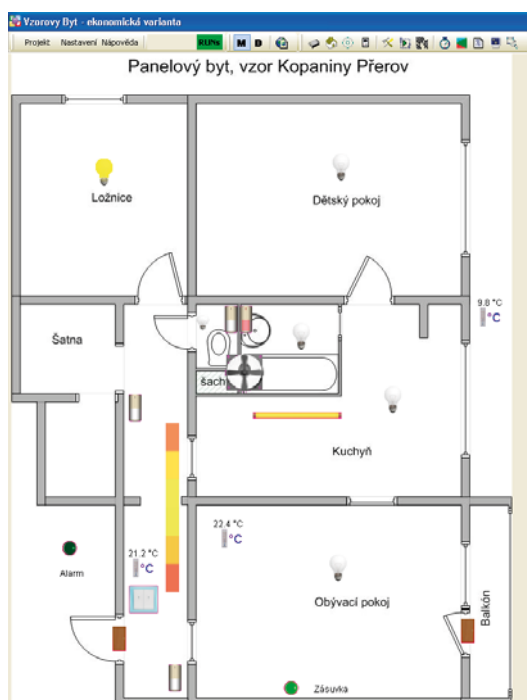 Vzorovy Byt - ekonomická varianta
Projekt Nastavení Nápověda RUN M D
Panelový byt, vzor Kopaniny Přerov
Ložnice
Dětský pokoj
9.8 °C
°C
Šatna
šach
Kuchyň
22.4 °C
°C
21.2 °C
°C
Alarm
Obývací pokoj
Balkón
Zásuvka